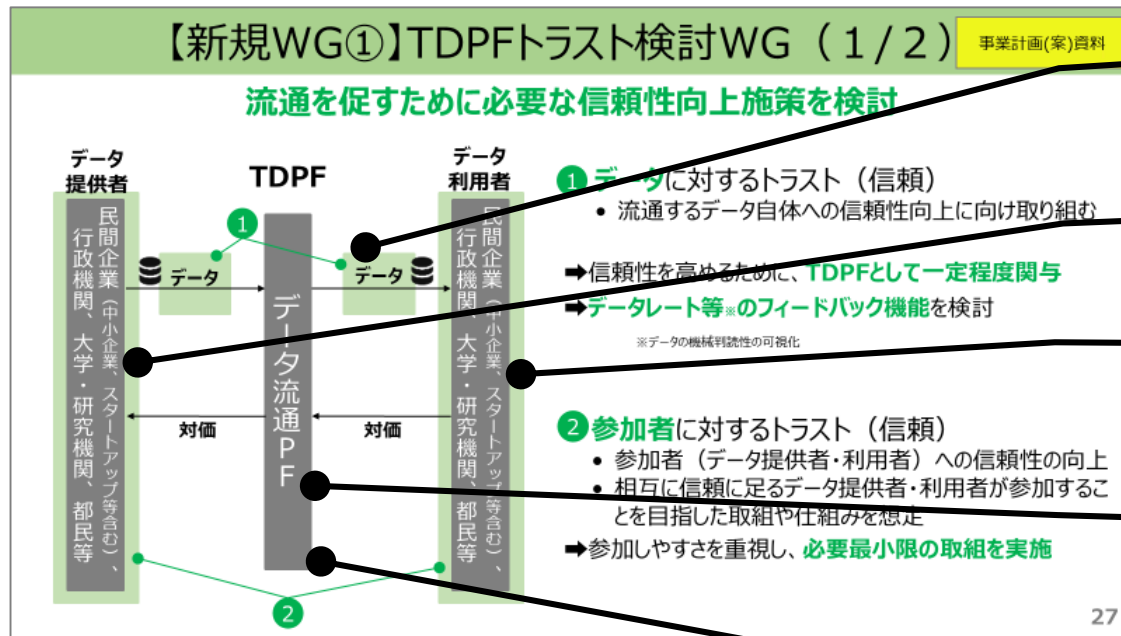 【新規WG①】TDPFトラスト検討WG（1/2）
事業計画(案)資料
流通を促すために必要な信頼性向上施策を検討
データ
提供者
TDPF
データ
利用者
民間企業（中小企業、スタートアップ等含む）、
行政機関、大学・研究機関、都民等
1
データ
データ流通PF
データ
対価
対価
民間企業（中小企業、スタートアップ等含む）、
行政機関、大学・研究機関、都民等
2
1 データに対するトラスト（信頼）
• 流通するデータ自体への信頼性向上に向け取り組む
➡信頼性を高めるために、TDPFとして一定程度関与
➡データレート等※のフィードバック機能を検討
※データの機械判読性の可視化
2 参加者に対するトラスト（信頼）
• 参加者（データ提供者・利用者）への信頼性の向上
• 相互に信頼に足るデータ提供者・利用者が参加するこ
とを目指した取組や仕組みを想定
➡参加しやすさを重視し、必要最小限の取組を実施
27